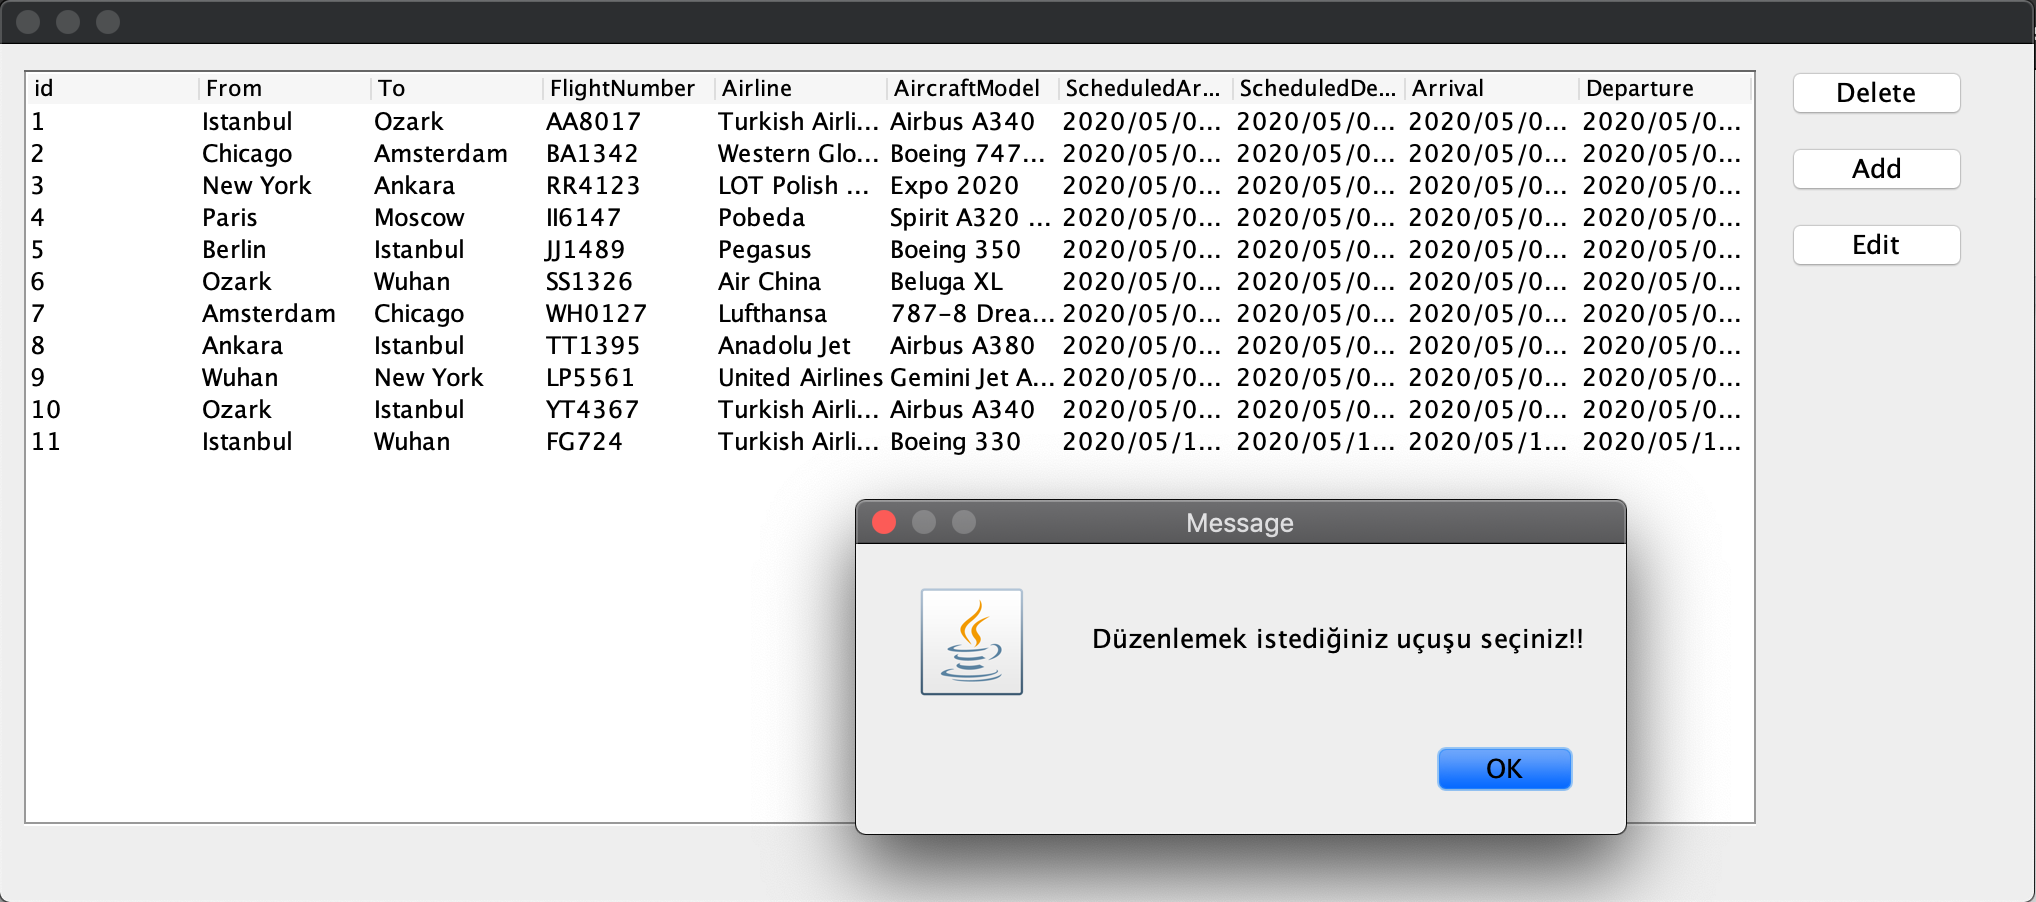 id From To FlightNumber Airline AircraftModel ScheduledAr... ScheduledDe... Arrival Departure
1 Istanbul Ozark AA8017 Turkish Airli... Airbus A340 2020/05/0... 2020/05/0... 2020/05/0... 2020/05/0...
2 Chicago Amsterdam BA1342 Western Glo... Boeing 747... 2020/05/0... 2020/05/0... 2020/05/0... 2020/05/0...
3 New York Ankara RR4123 LOT Polish ... Expo 2020 2020/05/0... 2020/05/0... 2020/05/0... 2020/05/0...
4 Paris Moscow II6147 Pobeda Spirit A320 ... 2020/05/0... 2020/05/0... 2020/05/0... 2020/05/0...
5 Berlin Istanbul JJ1489 Pegasus Boeing 350 2020/05/0... 2020/05/0... 2020/05/0... 2020/05/0...
6 Ozark Wuhan SS1326 Air China Beluga XL 2020/05/0... 2020/05/0... 2020/05/0... 2020/05/0...
7 Amsterdam Chicago WH0127 Lufthansa 787-8 Drea... 2020/05/0... 2020/05/0... 2020/05/0... 2020/05/0...
8 Ankara Istanbul TT1395 Anadolu Jet Airbus A380 2020/05/0... 2020/05/0... 2020/05/0... 2020/05/0...
9 Wuhan New York LP5561 United Airlines Gemini Jet A... 2020/05/0... 2020/05/0... 2020/05/0... 2020/05/0...
10 Ozark Istanbul YT4367 Turkish Airli... Airbus A340 2020/05/0... 2020/05/0... 2020/05/0... 2020/05/0...
11 Istanbul Wuhan FG724 Turkish Airli... Boeing 330 2020/05/1... 2020/05/1... 2020/05/1... 2020/05/1...
Delete
Add
Edit
Message
Düzenlemek istediğiniz uçuşu seçiniz!!
OK